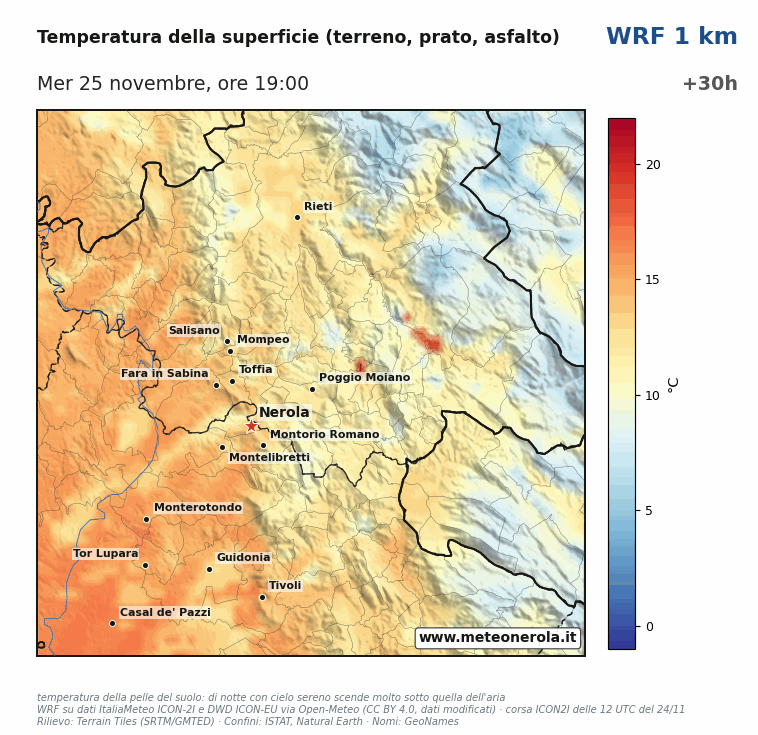 Temperatura della superficie (terreno, prato, asfalto)
WRF 1 km
Mer 25 novembre, ore 19:00
+30h
Rieti
Salisano
Mompeo
Toffia
Fara in Sabina
Poggio Moiano
Nerola
Montorio Romano
Montelibretti
Monterotondo
Tor Lupara
Guidonia
Tivoli
Casal de' Pazzi
www.meteonerola.it
20
15
10
5
0
°C
temperatura della pelle del suolo: di notte con cielo sereno scende molto sotto quella dell'aria
WRF su dati ItaliaMeteo ICON-2I e DWD ICON-EU via Open-Meteo (CC BY 4.0, dati modificati) · corsa ICON2I delle 12 UTC del 24/11
Rilievo: Terrain Tiles (SRTM/GMTED) · Confini: ISTAT, Natural Earth · Nomi: GeoNames